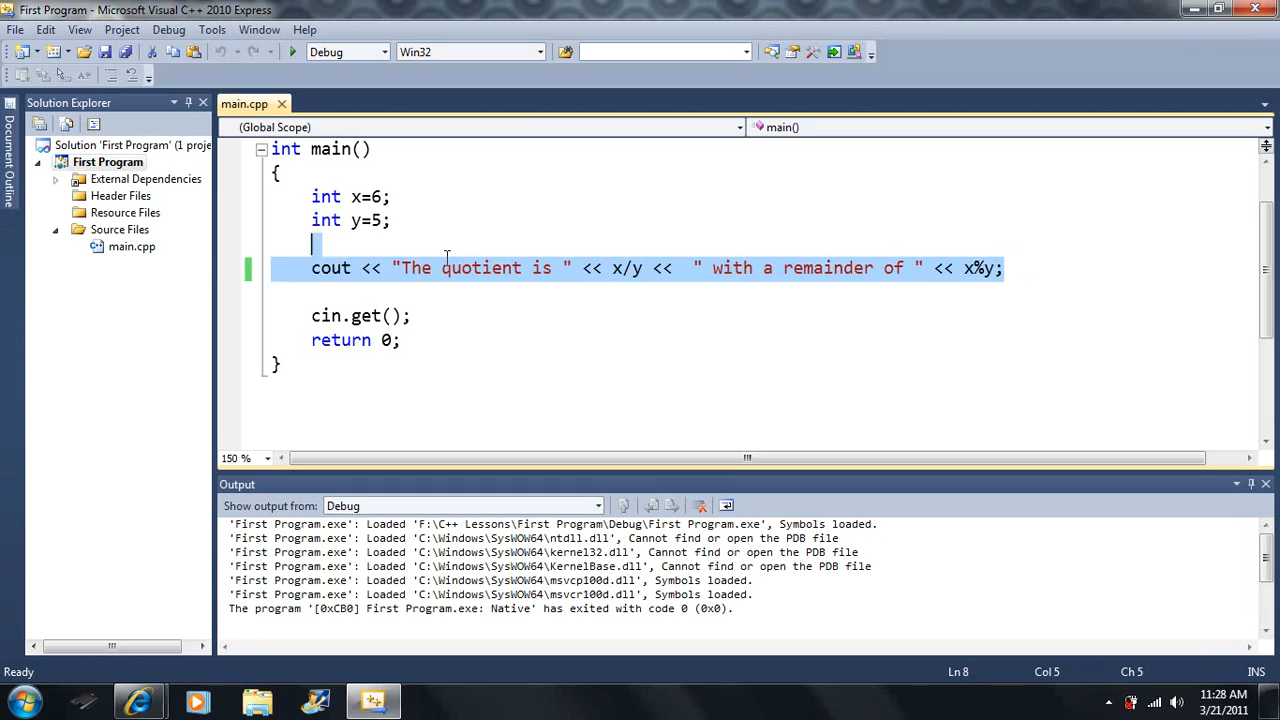 First Program - Microsoft Visual C++ 2010 Express
File Edit View Project Debug Tools Window Help
Debug Win32
Solution Explorer
main.cpp
Document Outline
(Global Scope) main()
Solution 'First Program' (1 proje
First Program
External Dependencies
Header Files
Resource Files
Source Files
main.cpp
int main()
{
int x=6;
int y=5;
cout << "The quotient is " << x/y << " with a remainder of " << x%y;
cin.get();
return 0;
}
150 %
Output
Show output from: Debug
'First Program.exe': Loaded 'F:\C++ Lessons\First Program\Debug\First Program.exe', Symbols loaded.
'First Program.exe': Loaded 'C:\Windows\SysWOW64\ntdll.dll', Cannot find or open the PDB file
'First Program.exe': Loaded 'C:\Windows\SysWOW64\kernel32.dll', Cannot find or open the PDB file
'First Program.exe': Loaded 'C:\Windows\SysWOW64\KernelBase.dll', Cannot find or open the PDB file
'First Program.exe': Loaded 'C:\Windows\SysWOW64\msvcp100d.dll', Symbols loaded.
'First Program.exe': Loaded 'C:\Windows\SysWOW64\msvcr100d.dll', Symbols loaded.
The program '[0xCB0] First Program.exe: Native' has exited with code 0 (0x0).
Ready Ln 8 Col 5 Ch 5 INS
11:28 AM
3/21/2011